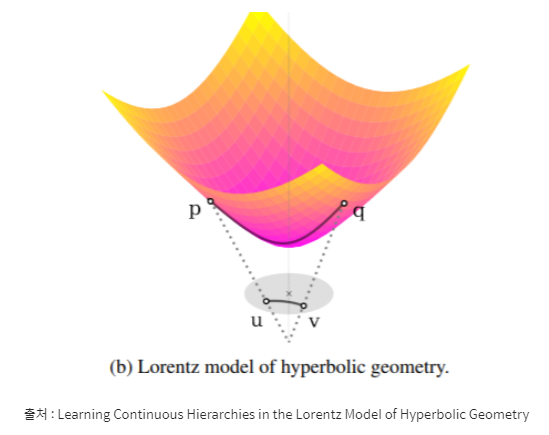 p
q
u
v
(b) Lorentz model of hyperbolic geometry.
출처 : Learning Continuous Hierarchies in the Lorentz Model of Hyperbolic Geometry